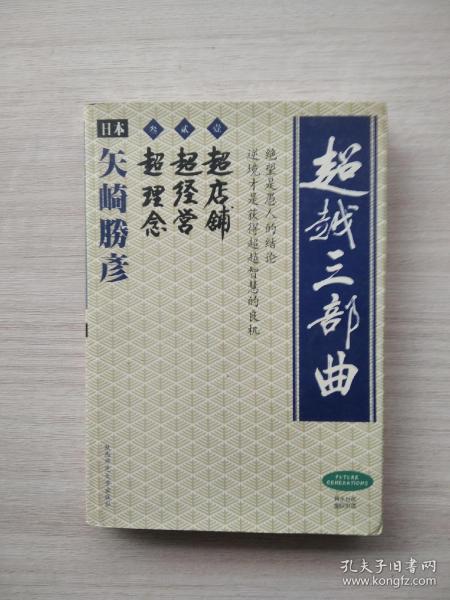 超越三部曲
绝望是愚人的结论
逆境才是获得超越智慧的良机
壹
超店铺
贰
超经营
叁
超理念
日本
矢崎勝彦
FUTURE
GENERATIONS
孔夫子旧书网
www.kongfz.com